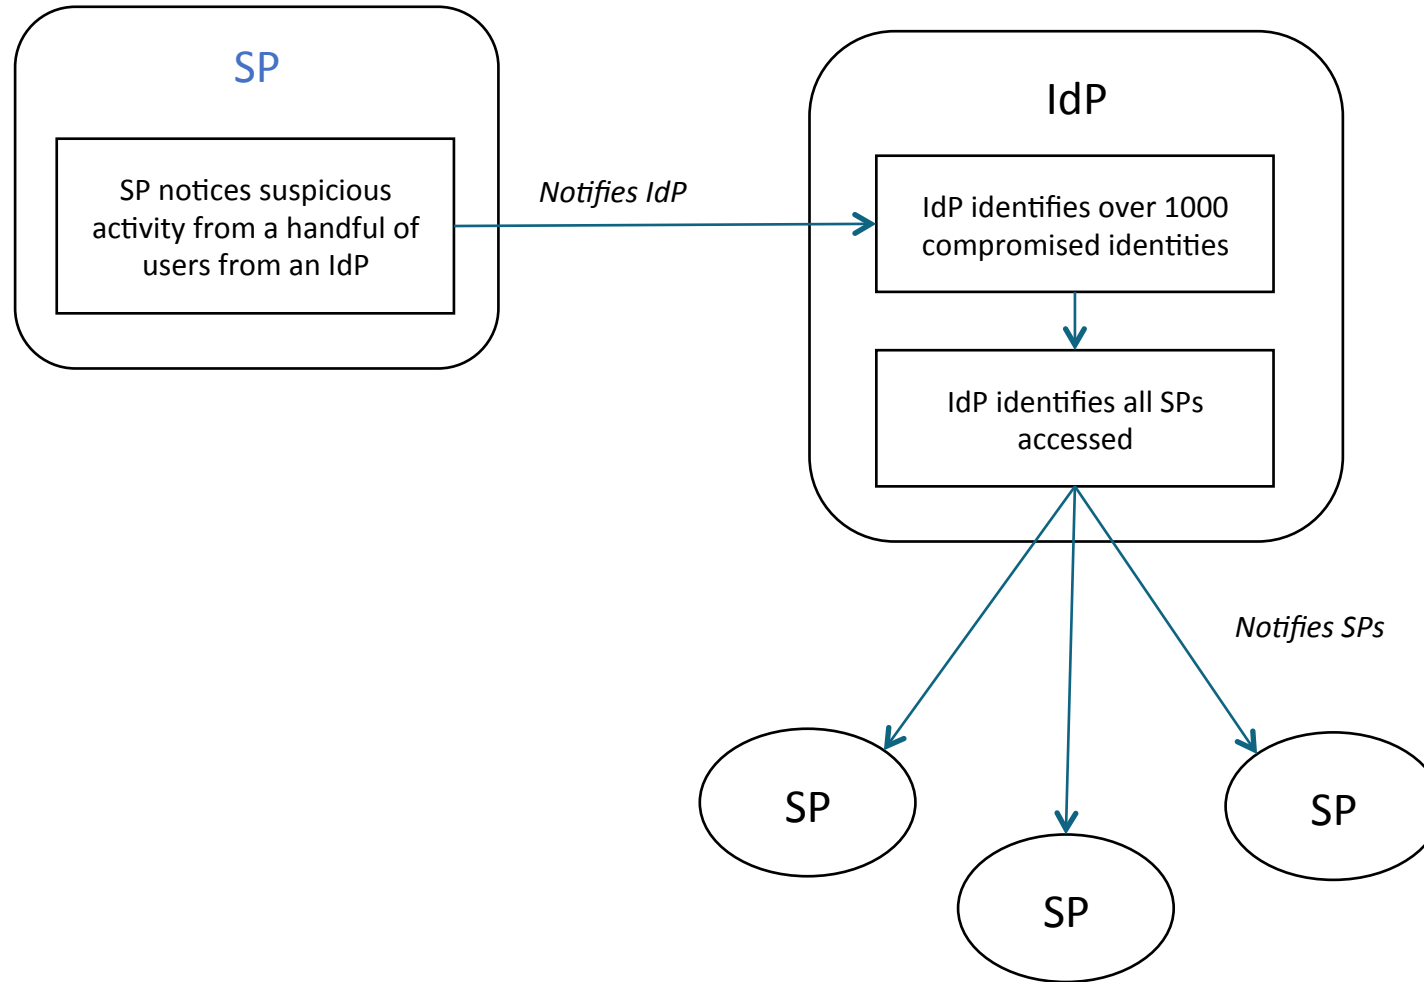 SP
SP notices suspicious
activity from a handful of
users from an IdP
Notifies IdP
IdP
IdP identifies over 1000
compromised identities
IdP identifies all SPs
accessed
Notifies SPs
SP
SP
SP